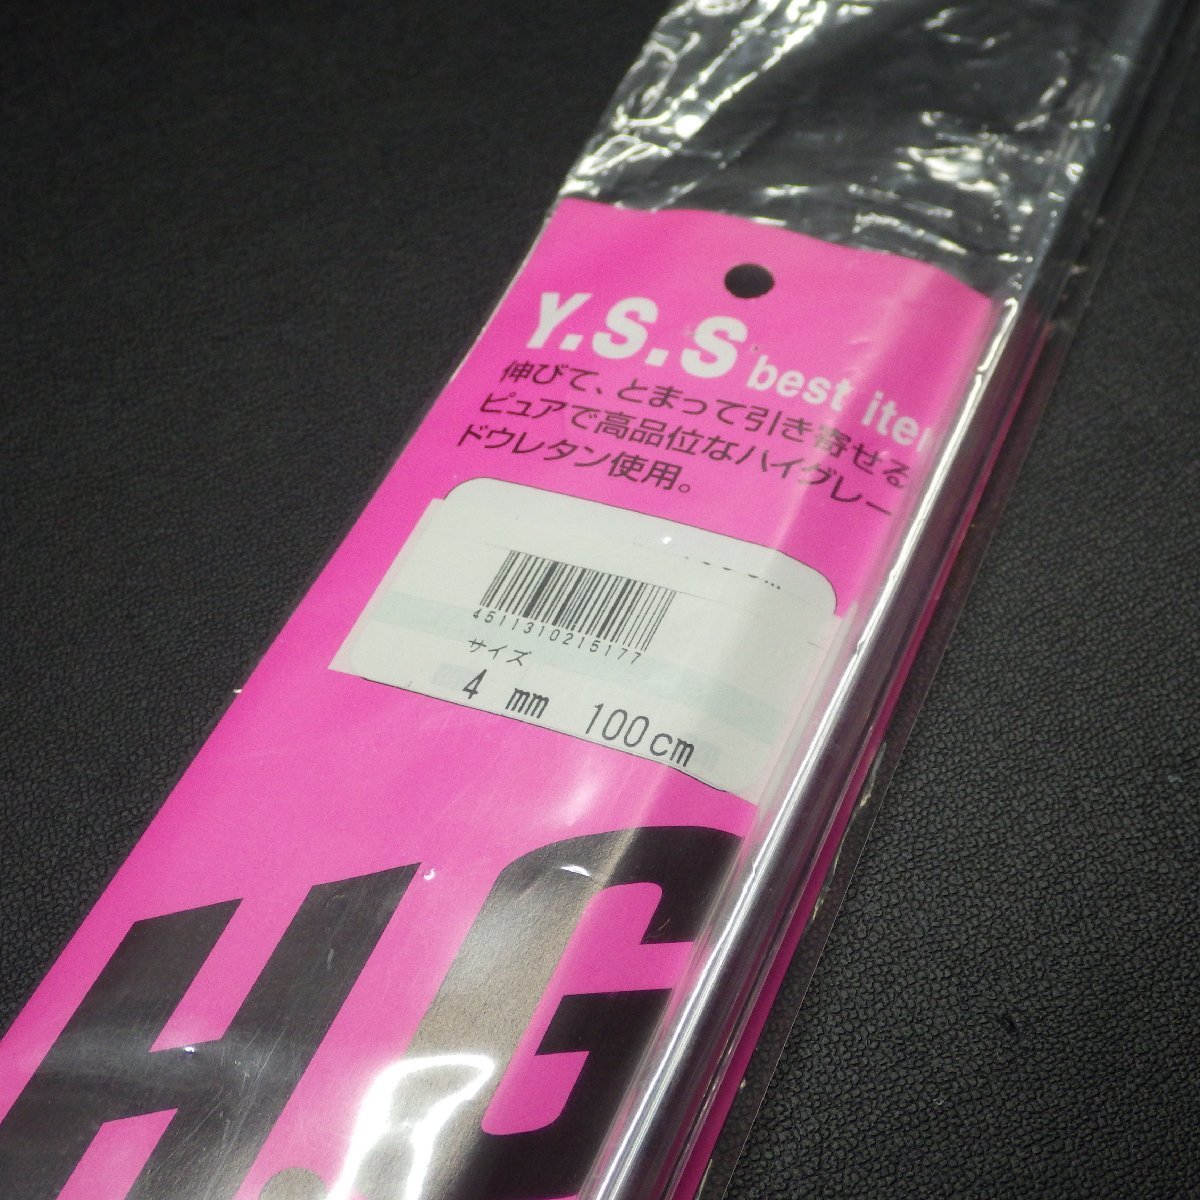 Y.S.S best item
伸びて、とまって引き寄せる
ピュアで高品位なハイグレー
ドウレタン使用。
4511310215177
サイズ
4 mm 100cm
H.G